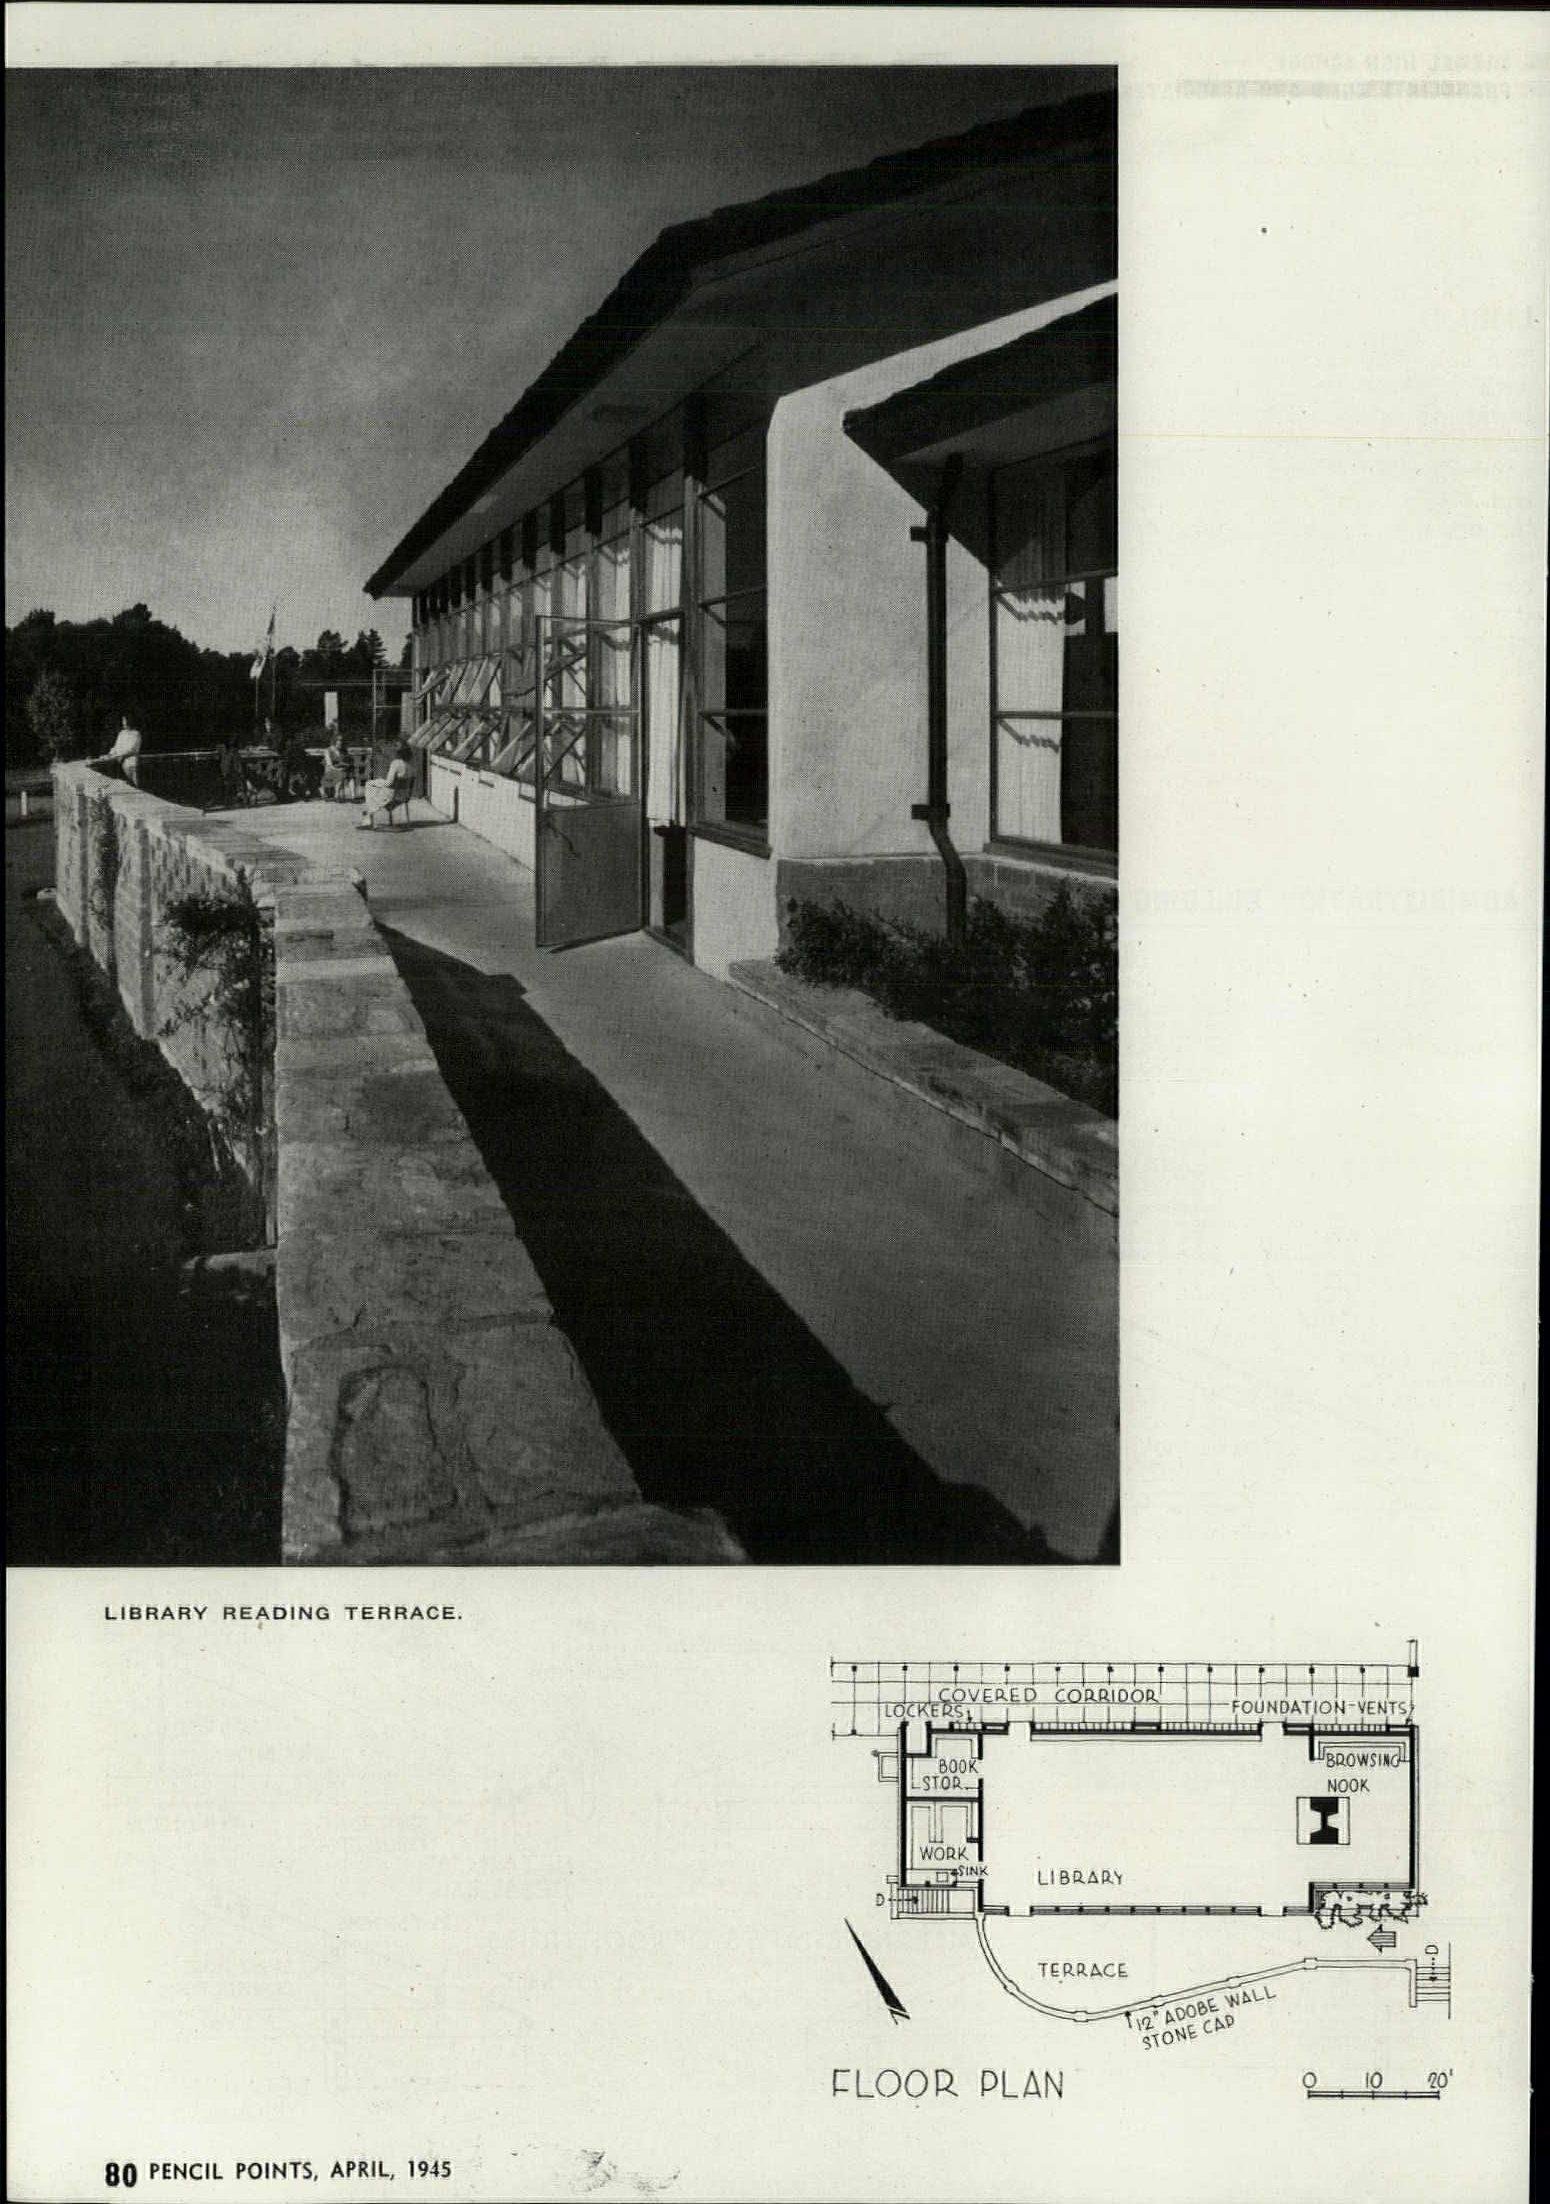 LIBRARY READING TERRACE.
COVERED CORRIDOR
LOCKERS
FOUNDATION-VENTS
BOOK
STOR.
BROWSING
NOOK
WORK
SINK
LIBRARY
D
D
TERRACE
12" ADOBE WALL
STONE CAP
N
FLOOR PLAN
0 10 20'
80 PENCIL POINTS, APRIL, 1945